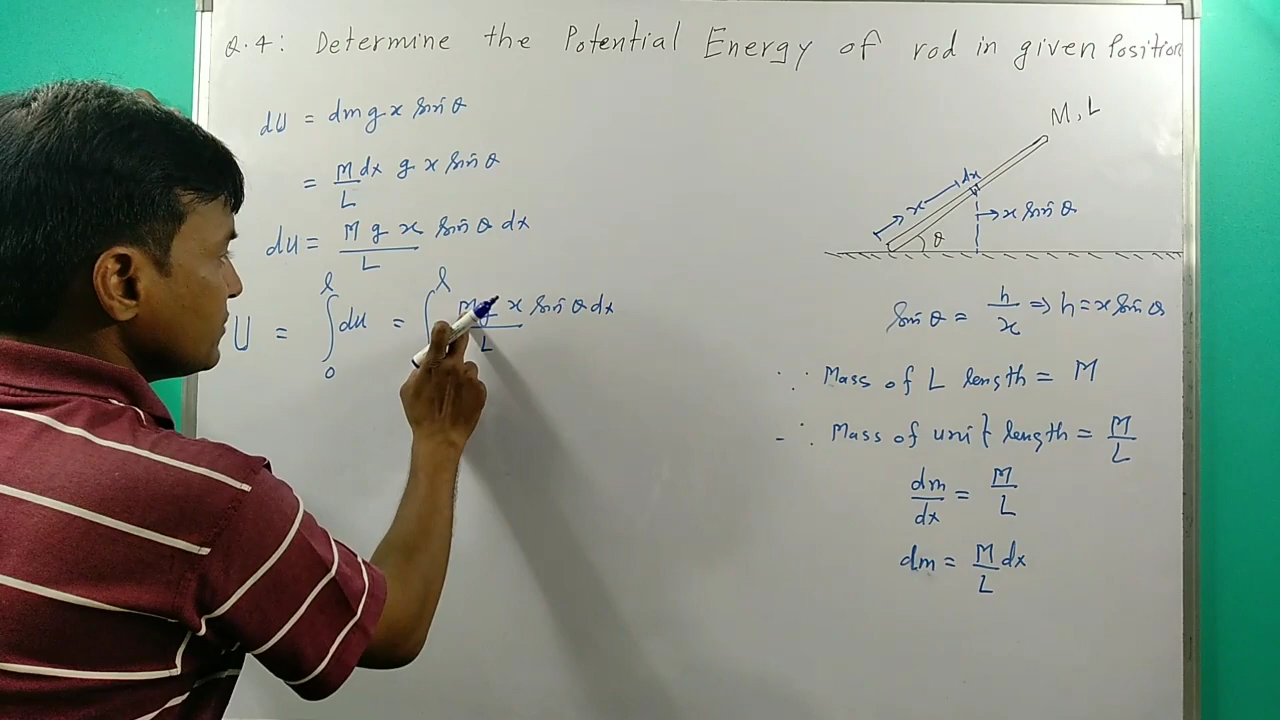 Q.4: Determine the Potential Energy of rod in given Position
dU = dm g x sin θ
= M/L dx g x sin θ
dU = M g x/L sin θ dx
U = ∫₀ˡ dU = ∫ˡ Mg x/L sin θ dx
M, L
dx
x
x sin θ
θ
sin θ = h/x ⇒ h = x sin θ
∵ Mass of L length = M
∴ Mass of unit length = M/L
dm/dx = M/L
dm = M/L dx